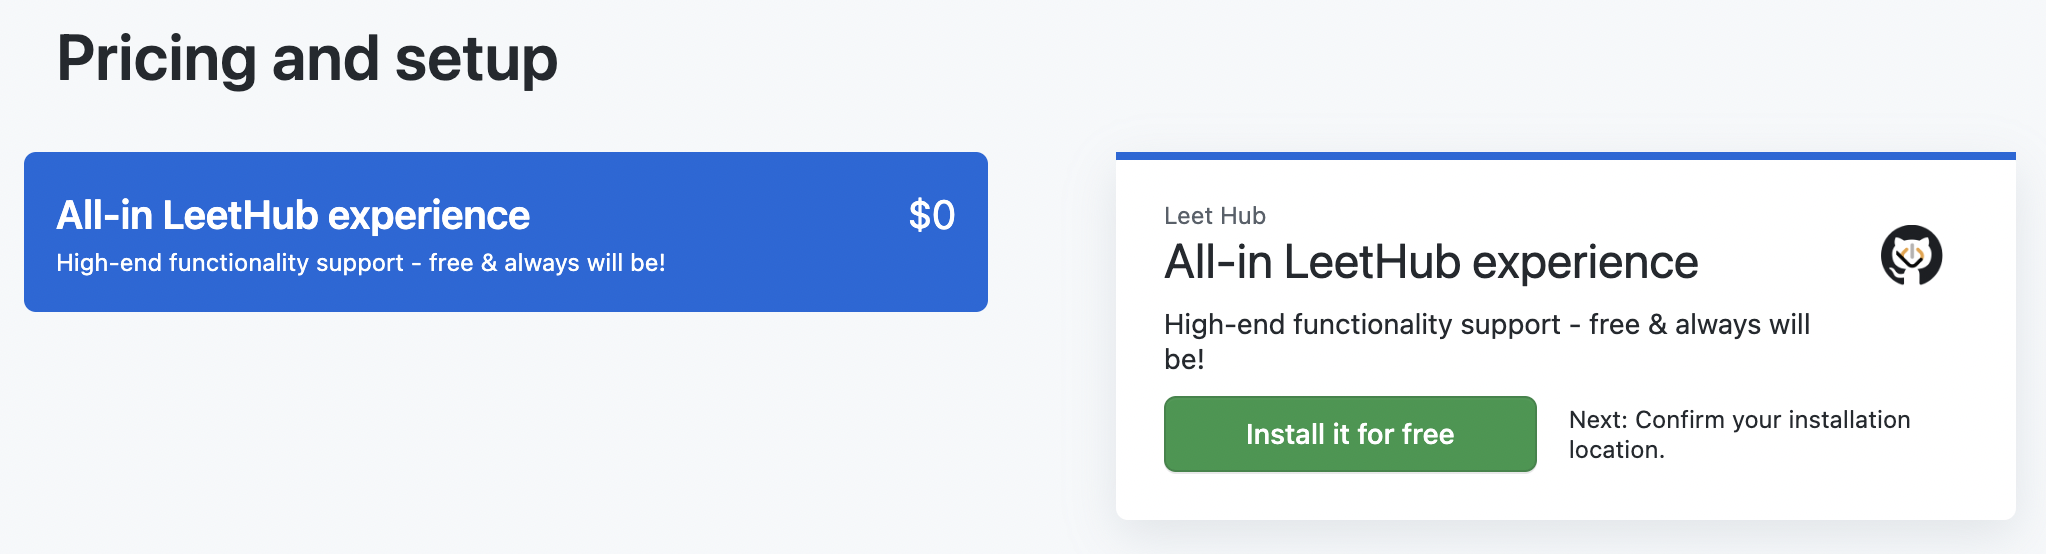 Pricing and setup
All-in LeetHub experience
$0
High-end functionality support - free & always will be!
Leet Hub
All-in LeetHub experience
High-end functionality support - free & always will
be!
Install it for free
Next: Confirm your installation
location.